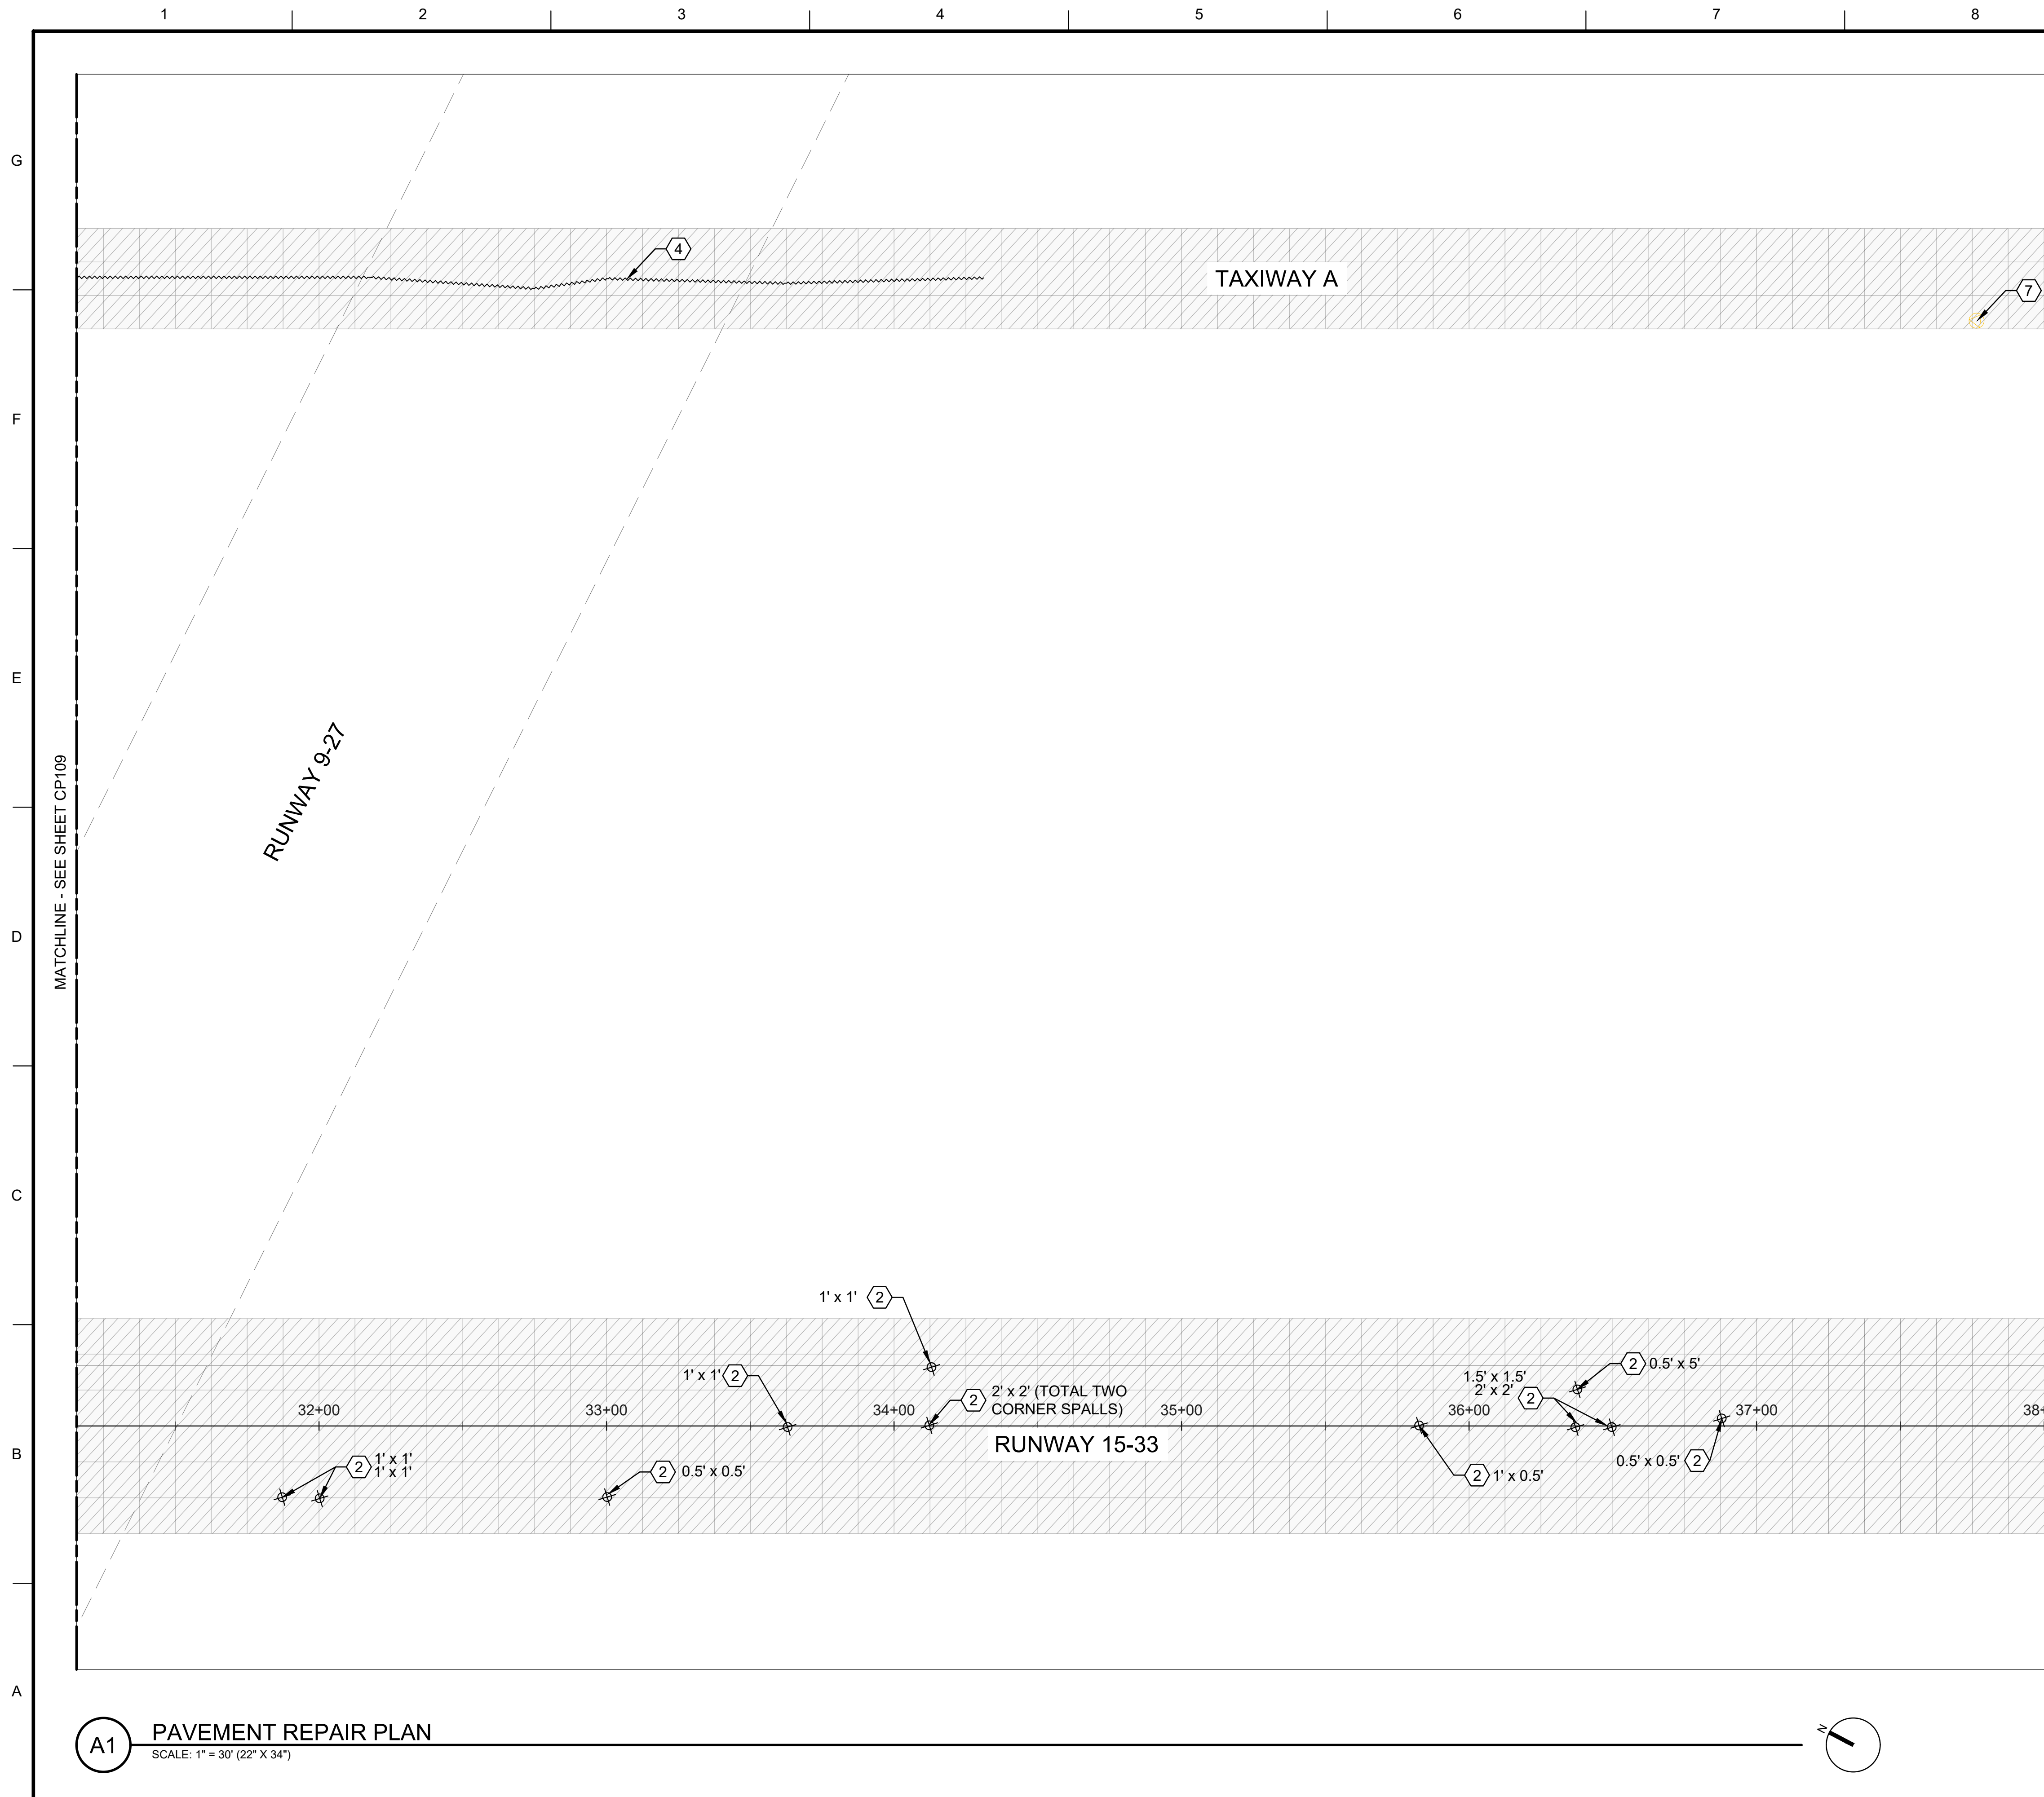 1 2 3 4 5 6 7 8
G
F
E
D
C
B
A
4
TAXIWAY A
7
RUNWAY 9-27
MATCHLINE - SEE SHEET CP109
1' x 1' 2
1' x 1' 2
2 2' x 2' (TOTAL TWO
CORNER SPALLS)
1.5' x 1.5'
2' x 2' 2
2 0.5' x 5'
32+00 33+00 34+00 35+00 36+00 37+00 38+
RUNWAY 15-33
2 1' x 1'
1' x 1'
2 0.5' x 0.5'
2 1' x 0.5'
0.5' x 0.5' 2
A1
PAVEMENT REPAIR PLAN
SCALE: 1" = 30' (22" X 34")
N